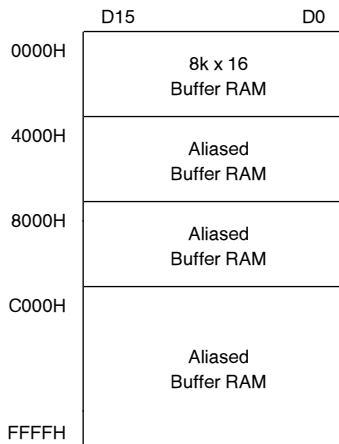 D15 D0
0000H
8k x 16
Buffer RAM
4000H
Aliased
Buffer RAM
8000H
Aliased
Buffer RAM
C000H
Aliased
Buffer RAM
FFFFH